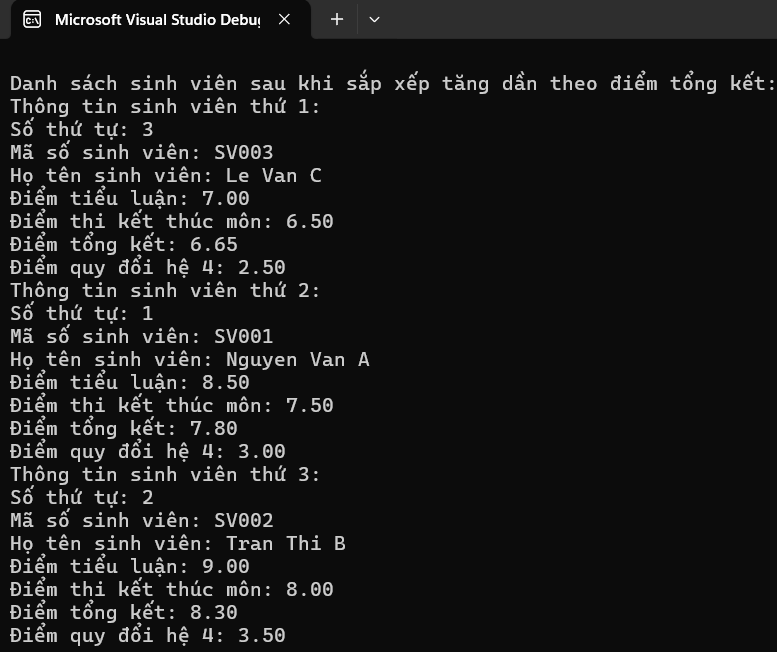 Microsoft Visual Studio Debu
Danh sách sinh viên sau khi sắp xếp tăng dần theo điểm tổng kết:
Thông tin sinh viên thứ 1:
Số thứ tự: 3
Mã số sinh viên: SV003
Họ tên sinh viên: Le Van C
Điểm tiểu luận: 7.00
Điểm thi kết thúc môn: 6.50
Điểm tổng kết: 6.65
Điểm quy đổi hệ 4: 2.50
Thông tin sinh viên thứ 2:
Số thứ tự: 1
Mã số sinh viên: SV001
Họ tên sinh viên: Nguyen Van A
Điểm tiểu luận: 8.50
Điểm thi kết thúc môn: 7.50
Điểm tổng kết: 7.80
Điểm quy đổi hệ 4: 3.00
Thông tin sinh viên thứ 3:
Số thứ tự: 2
Mã số sinh viên: SV002
Họ tên sinh viên: Tran Thi B
Điểm tiểu luận: 9.00
Điểm thi kết thúc môn: 8.00
Điểm tổng kết: 8.30
Điểm quy đổi hệ 4: 3.50